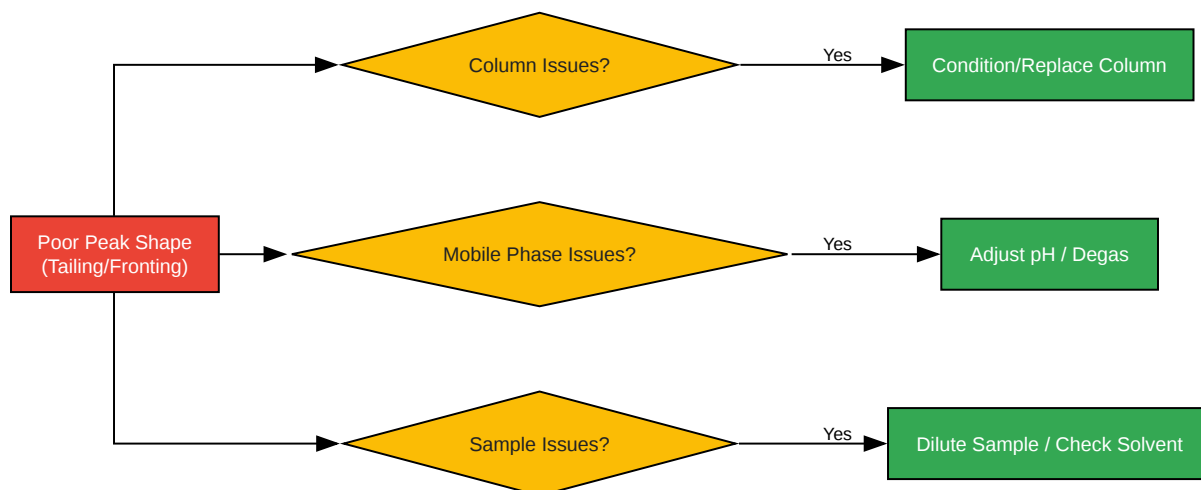 Column Issues?
Yes
Condition/Replace Column
Poor Peak Shape
(Tailing/Fronting)
Mobile Phase Issues?
Yes
Adjust pH / Degas
Sample Issues?
Yes
Dilute Sample / Check Solvent